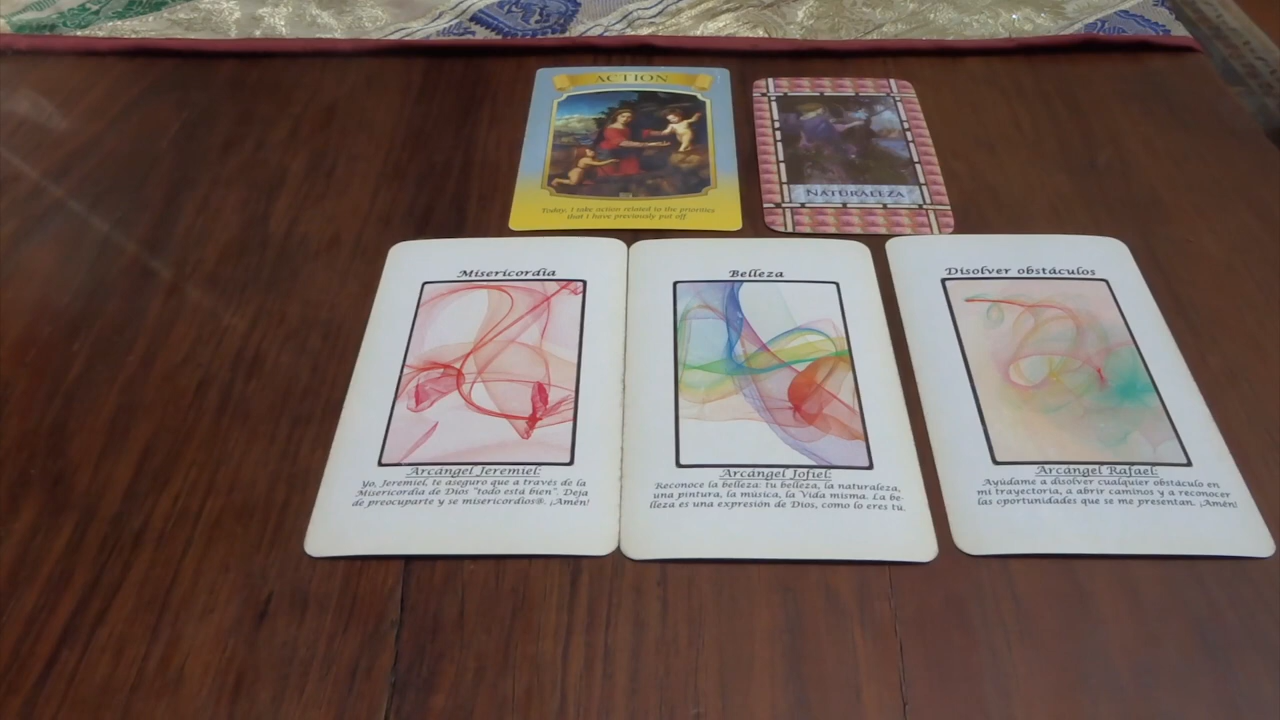 ACTION
Today, I take action related to the priorities
that I have previously put off.
NATURALEZA
Misericordia
Arcángel Jeremiel:
Yo, Jeremiel, te aseguro que a través de la
Misericordia de Dios "todo está bien". Deja
de preocuparte y se misericordios@. ¡Amén!
Belleza
Arcángel Jofiel:
Reconoce la belleza: tu belleza, la naturaleza,
una pintura, la música, la Vida misma. La be-
lleza es una expresión de Dios, como lo eres tú.
Disolver obstáculos
Arcángel Rafael:
Ayúdame a disolver cualquier obstáculo en
mi trayectoria, a abrir caminos y a reconocer
las oportunidades que se me presentan. ¡Amén!